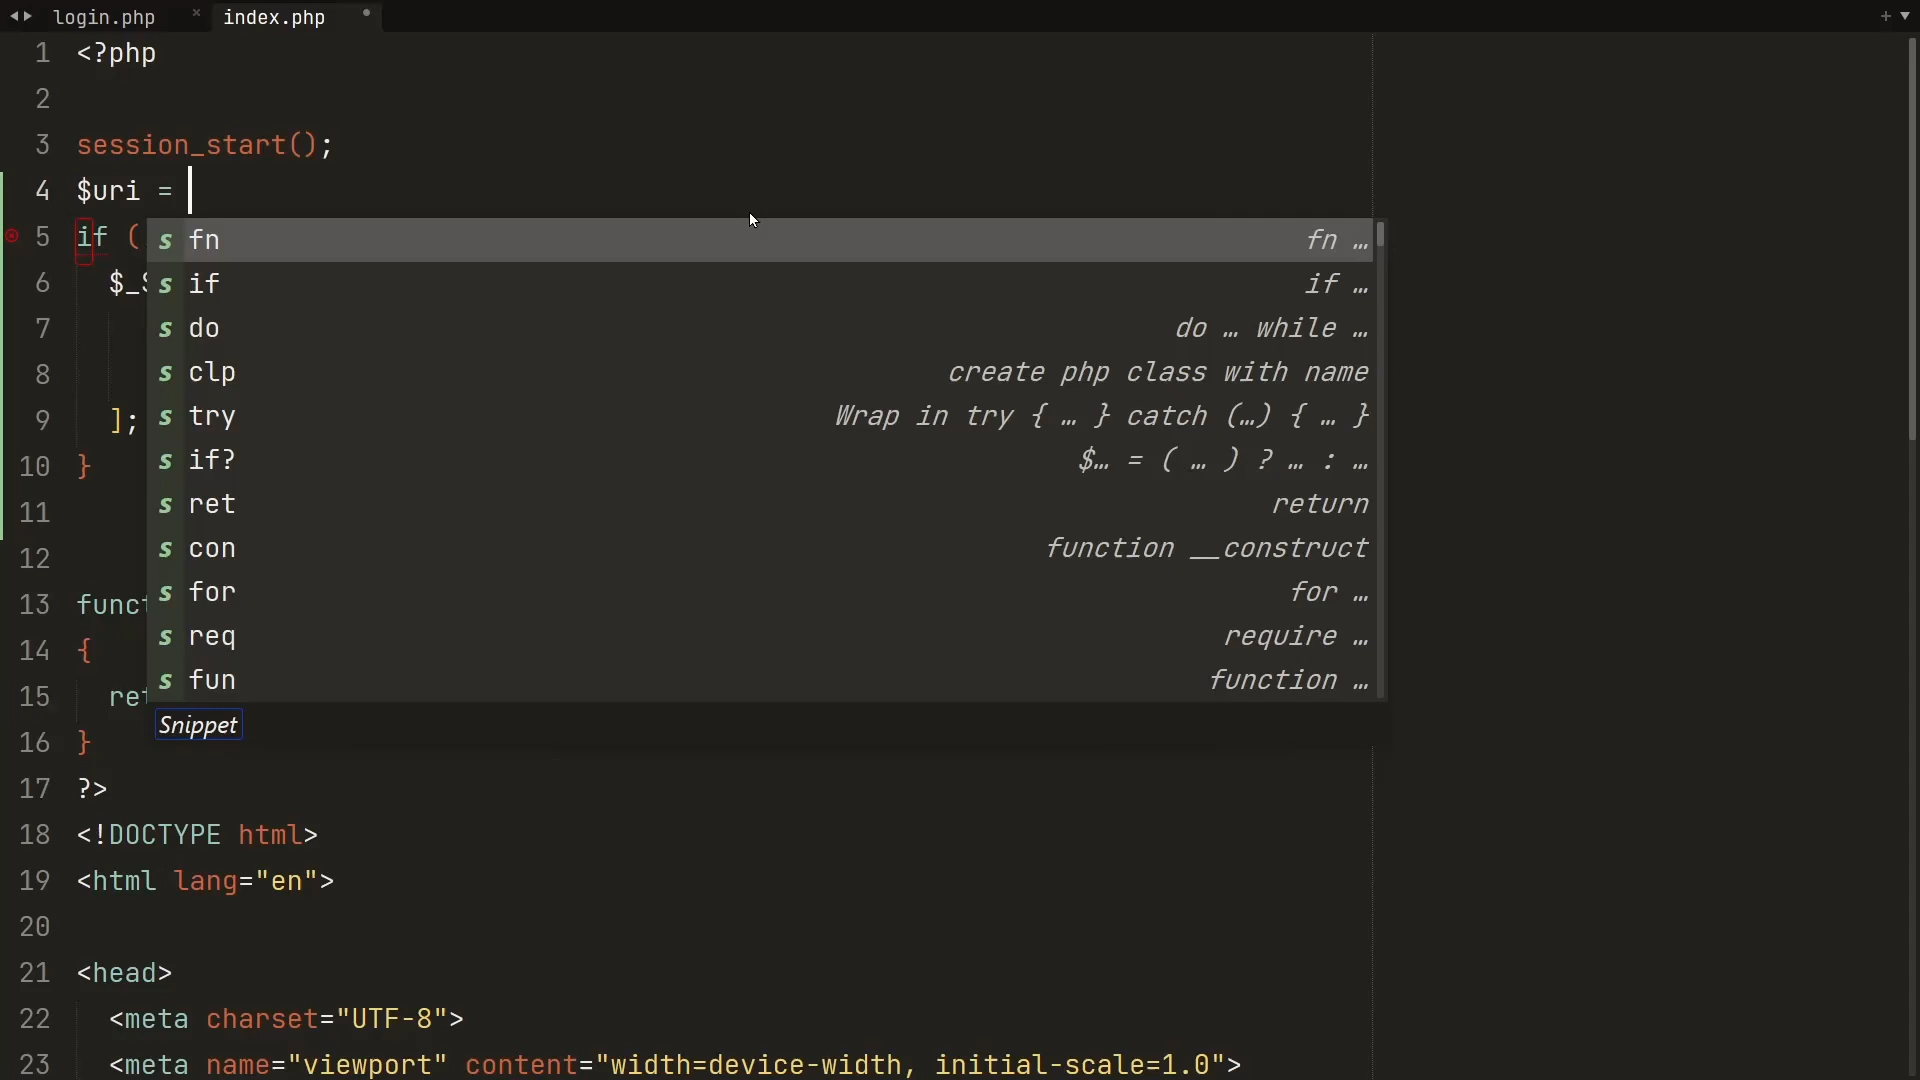 login.php × index.php •
1 <?php
2
3 session_start();
4 $uri =
5 if (
6 $_S
7
8
9 ];
10 }
11
12
13 funct
14 {
15 ret
16 }
17 ?>
18 <!DOCTYPE html>
19 <html lang="en">
20
21 <head>
22 <meta charset="UTF-8">
23 <meta name="viewport" content="width=device-width, initial-scale=1.0">
s fn fn …
s if if …
s do do … while …
s clp create php class with name
s try Wrap in try { … } catch (…) { … }
s if? $… = ( … ) ? … : …
s ret return
s con function __construct
s for for …
s req require …
s fun function …
Snippet